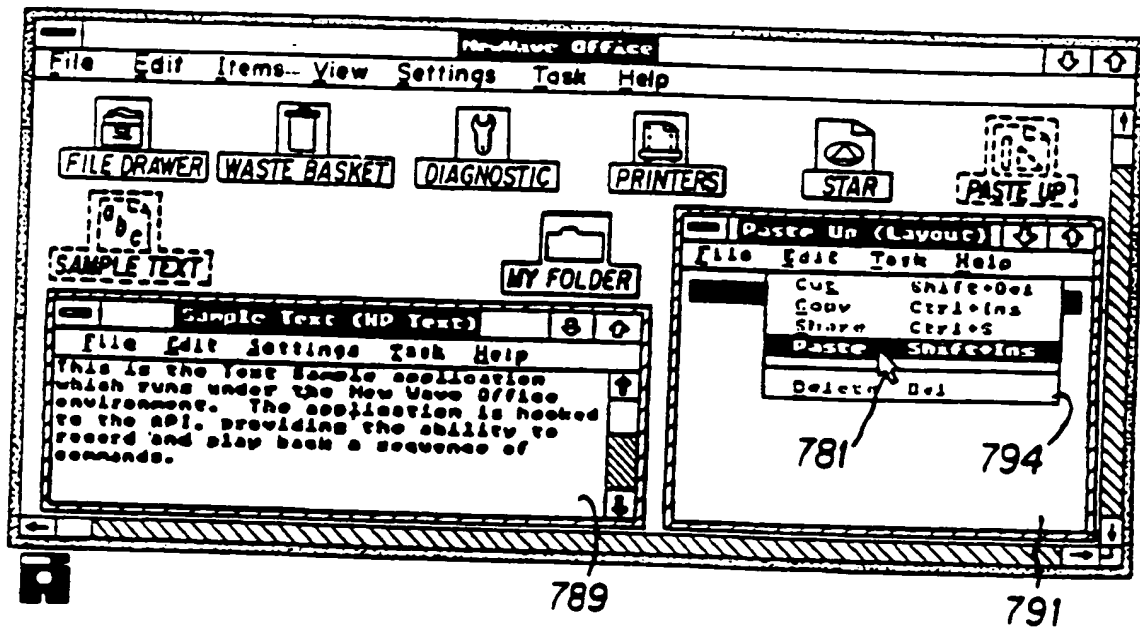 NewWave Office
File Edit Items... View Settings Task Help
FILE DRAWER WASTE BASKET DIAGNOSTIC PRINTERS STAR PASTE UP
SAMPLE TEXT MY FOLDER
Paste Up (Layout)
File Edit Task Help
Cut Shift+Del
Copy Ctrl+Ins
Share Ctrl+S
Paste Shift+Ins
Delete Del
Sample Text (HP Text)
File Edit Settings Task Help
This is the Text Sample application
which runs under the New Wave Office
environment. The application is hooked
to the API, providing the ability to
record and play back a sequence of
commands.
781 794
789 791